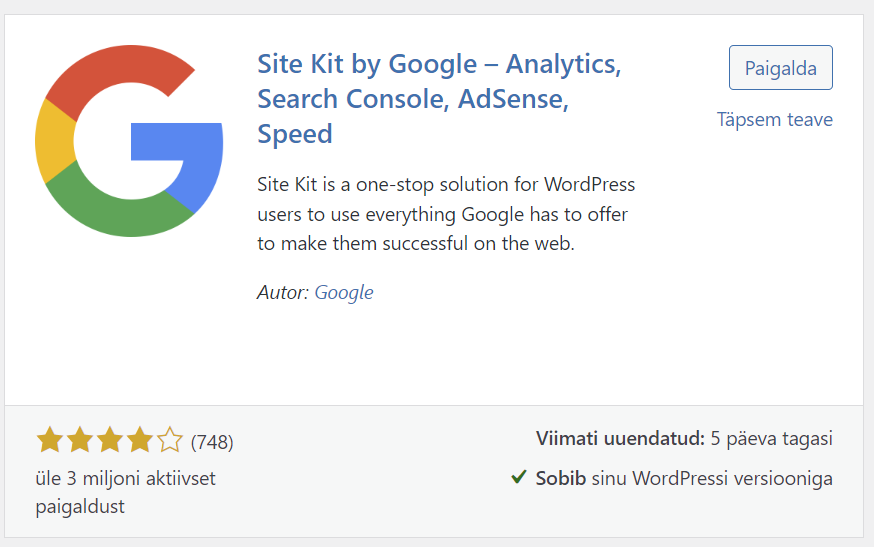 Site Kit by Google – Analytics,
Search Console, AdSense,
Speed
Paigalda
Täpsem teave
Site Kit is a one-stop solution for WordPress
users to use everything Google has to offer
to make them successful on the web.
Autor: Google
(748)
üle 3 miljoni aktiivset
paigaldust
Viimati uuendatud: 5 päeva tagasi
Sobib sinu WordPressi versiooniga